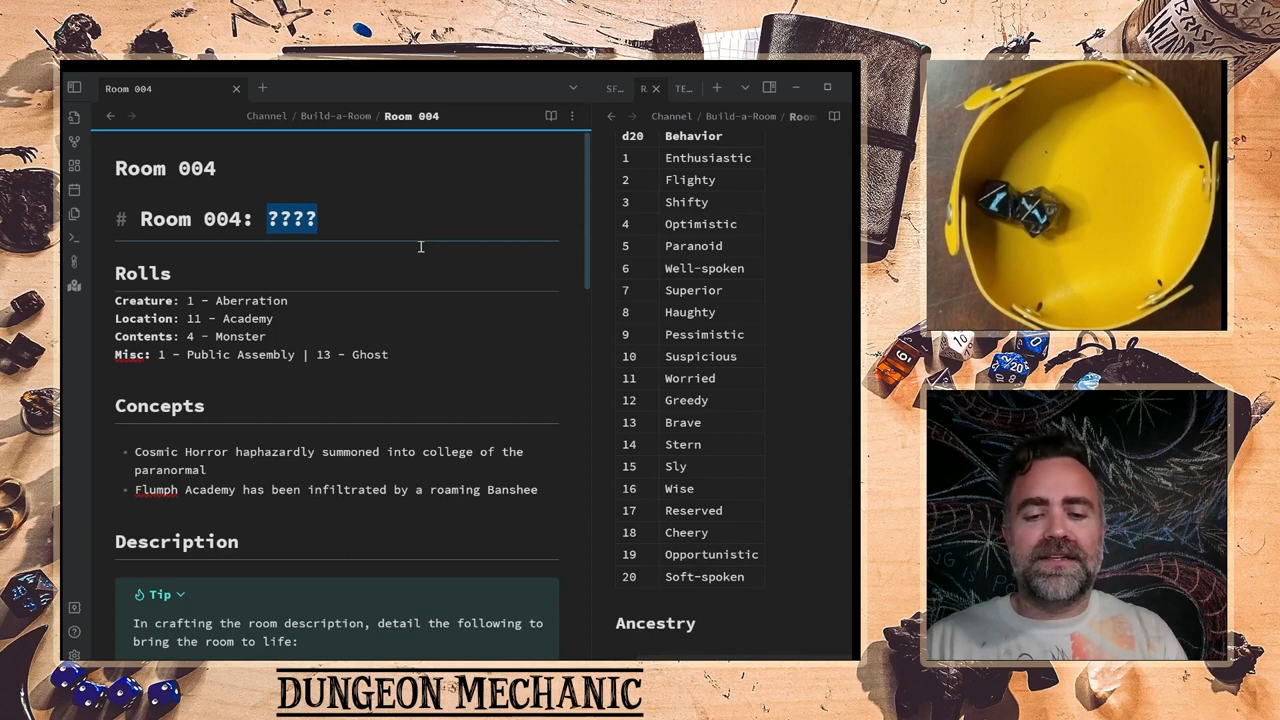 Room 004
Channel / Build-a-Room / Room 004
Room 004
# Room 004: ????
Rolls
Creature: 1 - Aberration
Location: 11 - Academy
Contents: 4 - Monster
Misc: 1 - Public Assembly | 13 - Ghost
Concepts
Cosmic Horror haphazardly summoned into college of the
paranormal
Flumph Academy has been infiltrated by a roaming Banshee
Description
Tip
In crafting the room description, detail the following to
bring the room to life:
SF… R. TE…
Channel / Build-a-Room / Room
d20 Behavior
1 Enthusiastic
2 Flighty
3 Shifty
4 Optimistic
5 Paranoid
6 Well-spoken
7 Superior
8 Haughty
9 Pessimistic
10 Suspicious
11 Worried
12 Greedy
13 Brave
14 Stern
15 Sly
16 Wise
17 Reserved
18 Cheery
19 Opportunistic
20 Soft-spoken
Ancestry
DUNGEON MECHANIC